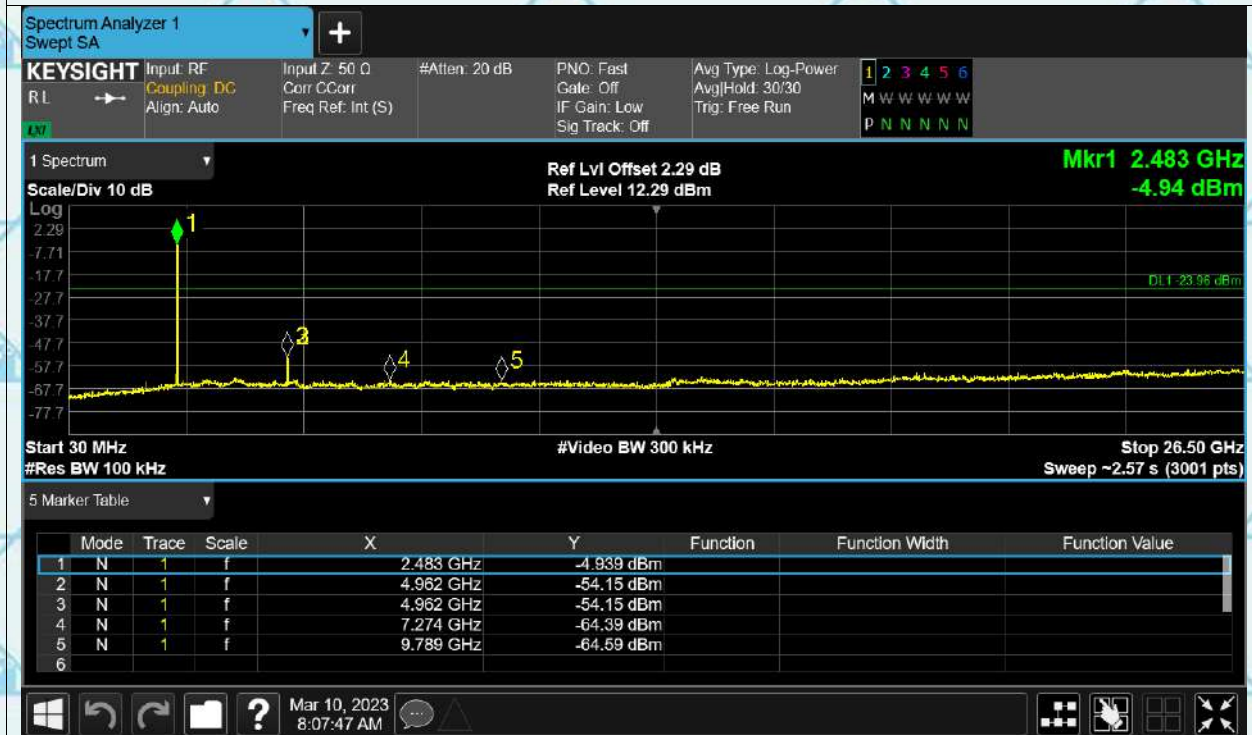 Spectrum Analyzer 1
Swept SA
+
KEYSIGHT
RL
LXI
Input: RF
Coupling: DC
Align: Auto
Input Z: 50 Ω
Corr CCorr
Freq Ref: Int (S)
#Atten: 20 dB
PNO: Fast
Gate: Off
IF Gain: Low
Sig Track: Off
Avg Type: Log-Power
Avg|Hold: 30/30
Trig: Free Run
1 2 3 4 5 6
M W W W W W
P N N N N N
1 Spectrum
Scale/Div 10 dB
Ref Lvl Offset 2.29 dB
Ref Level 12.29 dBm
Mkr1 2.483 GHz
-4.94 dBm
Log
2.29
-7.71
-17.7
-27.7
-37.7
-47.7
-57.7
-67.7
-77.7
1
3
4
5
DL1 -23.96 dBm
Start 30 MHz
#Res BW 100 kHz
#Video BW 300 kHz
Stop 26.50 GHz
Sweep ~2.57 s (3001 pts)
5 Marker Table
Mode Trace Scale X Y Function Function Width Function Value
1 N 1 f 2.483 GHz -4.939 dBm
2 N 1 f 4.962 GHz -54.15 dBm
3 N 1 f 4.962 GHz -54.15 dBm
4 N 1 f 7.274 GHz -64.39 dBm
5 N 1 f 9.789 GHz -64.59 dBm
6
?
Mar 10, 2023
8:07:47 AM